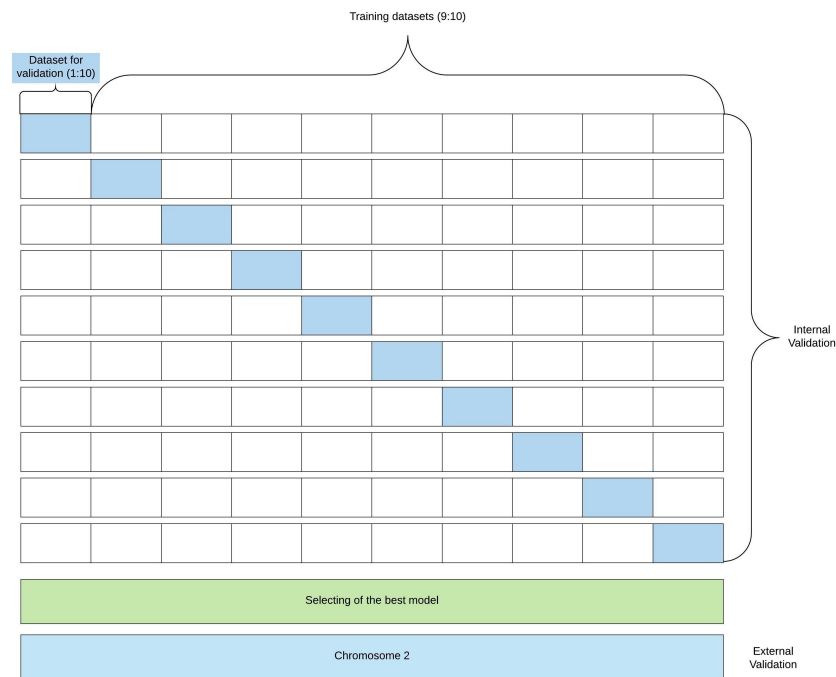 Training datasets (9:10)
Dataset for
validation (1:10)
Internal
Validation
Selecting of the best model
Chromosome 2
External
Validation